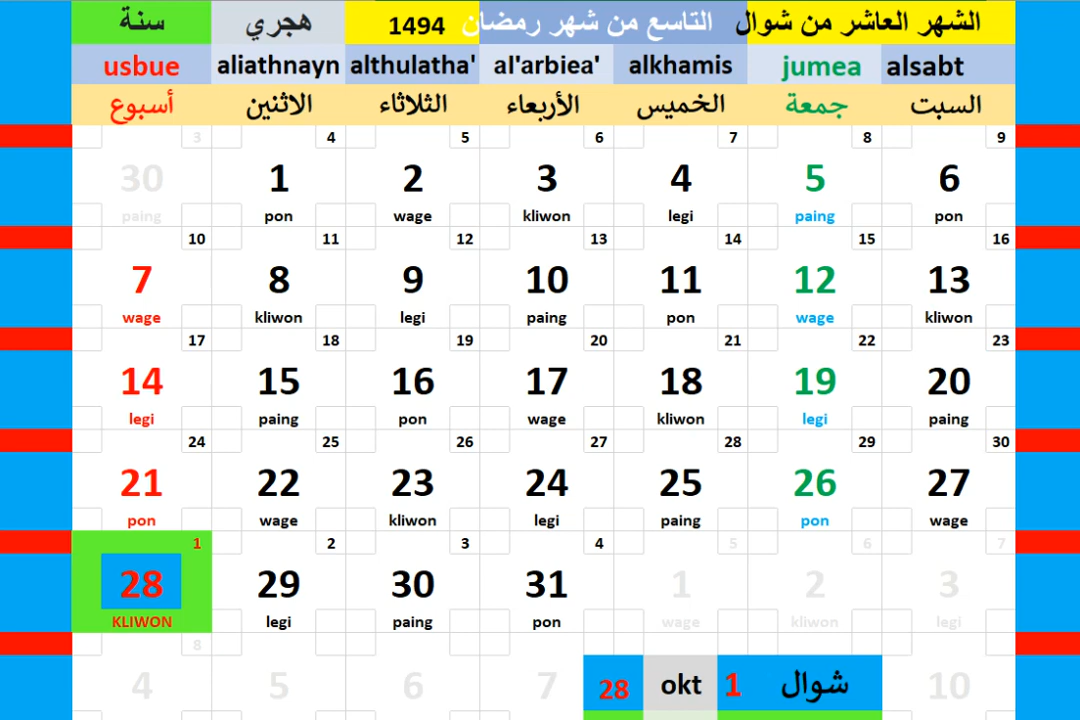 سنة هجري 1494 التاسع من شهر رمضان الشهر العاشر من شوال
usbue aliathnayn althulatha' al'arbiea' alkhamis jumea alsabt
أسبوع الاثنين الثلاثاء الأربعاء الخميس جمعة السبت
3 4 5 6 7 8 9
30 1 2 3 4 5 6
paing pon wage kliwon legi paing pon
10 11 12 13 14 15 16
7 8 9 10 11 12 13
wage kliwon legi paing pon wage kliwon
17 18 19 20 21 22 23
14 15 16 17 18 19 20
legi paing pon wage kliwon legi paing
24 25 26 27 28 29 30
21 22 23 24 25 26 27
pon wage kliwon legi paing pon wage
1 2 3 4 5 6 7
28 29 30 31 1 2 3
KLIWON legi paing pon wage kliwon legi
8
4 5 6 7 28 okt 1 شوال 10